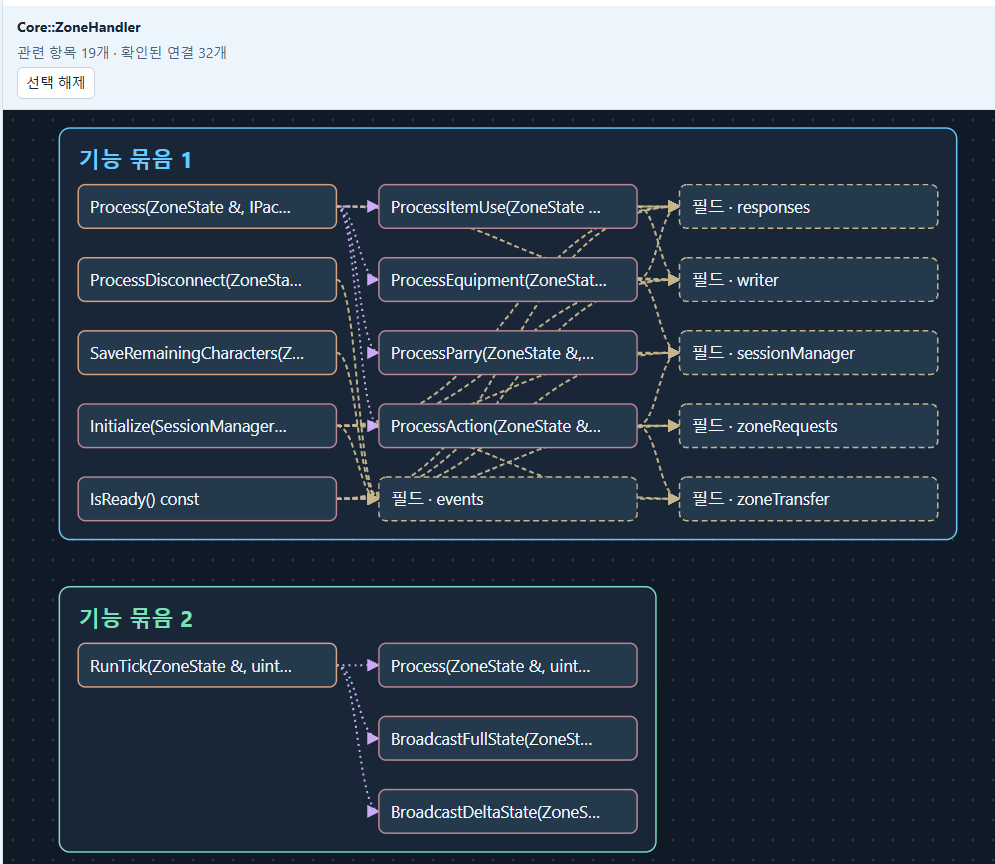 Core::ZoneHandler
관련 항목 19개 · 확인된 연결 32개
선택 해제
기능 묶음 1
Process(ZoneState &, IPac...
ProcessItemUse(ZoneState ...
필드 · responses
ProcessDisconnect(ZoneSta...
ProcessEquipment(ZoneStat...
필드 · writer
SaveRemainingCharacters(Z...
ProcessParry(ZoneState &,...
필드 · sessionManager
Initialize(SessionManager...
ProcessAction(ZoneState &...
필드 · zoneRequests
IsReady() const
필드 · events
필드 · zoneTransfer
기능 묶음 2
RunTick(ZoneState &, uint...
Process(ZoneState &, uint...
BroadcastFullState(ZoneSt...
BroadcastDeltaState(ZoneS...